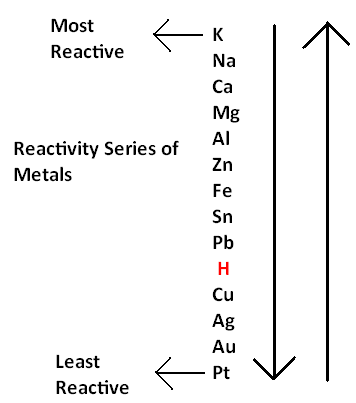 Most
Reactive
K
Na
Ca
Mg
Al
Reactivity Series of
Metals
Zn
Fe
Sn
Pb
H
Cu
Ag
Au
Least
Reactive
Pt